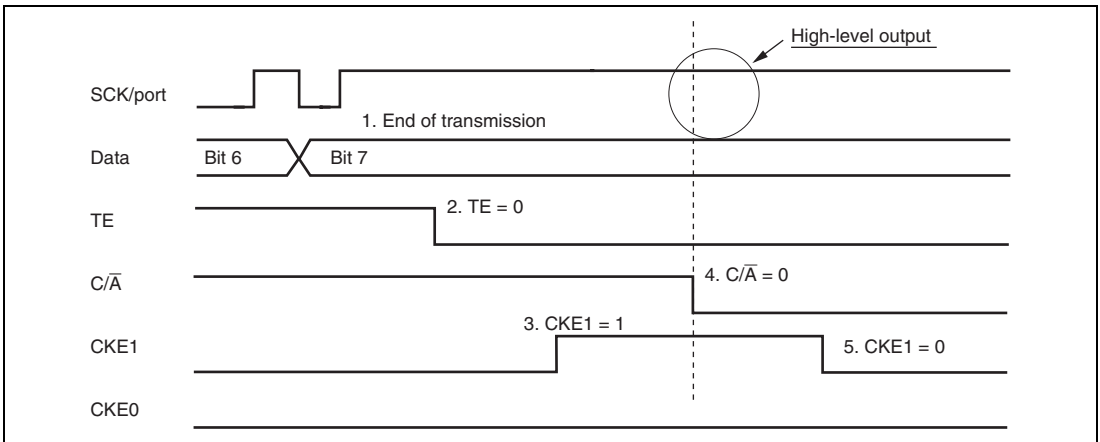 High-level output
SCK/port
1. End of transmission
Data
Bit 6
Bit 7
TE
2. TE = 0
C/A̅
4. C/A̅ = 0
3. CKE1 = 1
CKE1
5. CKE1 = 0
CKE0